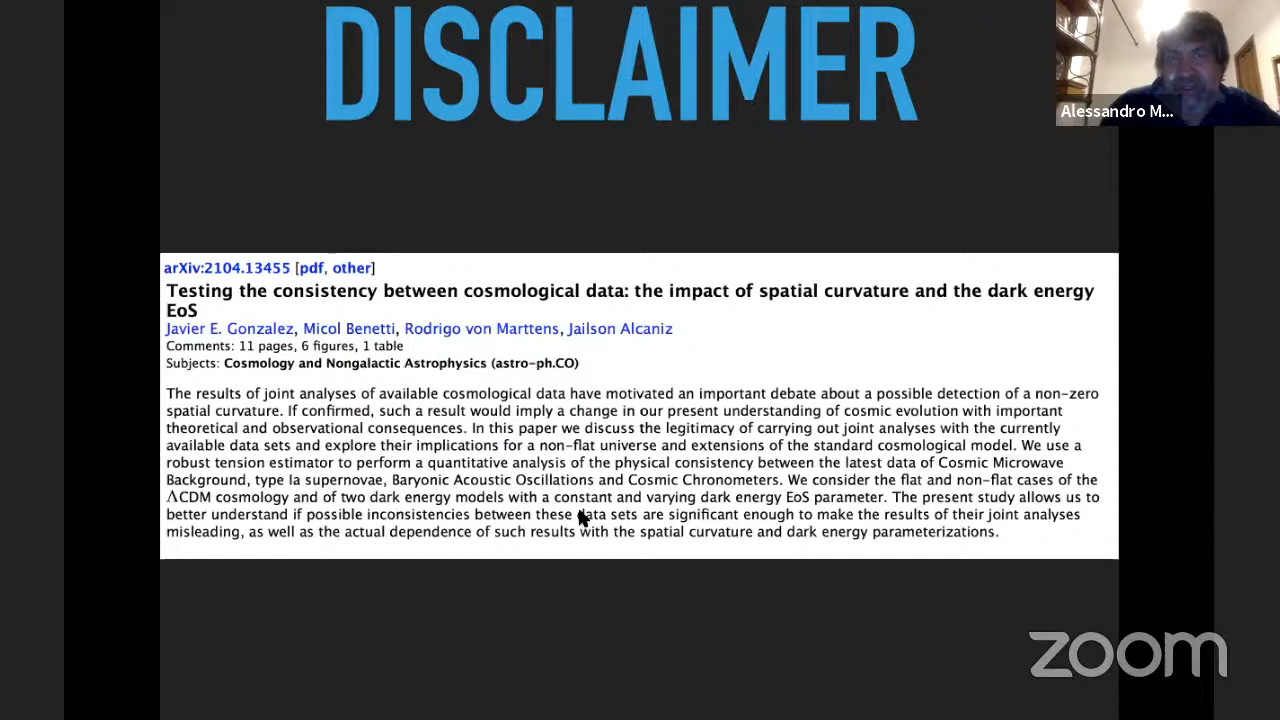 DISCLAIMER
Alessandro M...
arXiv:2104.13455 [pdf, other]
Testing the consistency between cosmological data: the impact of spatial curvature and the dark energy
EoS
Javier E. Gonzalez, Micol Benetti, Rodrigo von Marttens, Jailson Alcaniz
Comments: 11 pages, 6 figures, 1 table
Subjects: Cosmology and Nongalactic Astrophysics (astro-ph.CO)
The results of joint analyses of available cosmological data have motivated an important debate about a possible detection of a non-zero
spatial curvature. If confirmed, such a result would imply a change in our present understanding of cosmic evolution with important
theoretical and observational consequences. In this paper we discuss the legitimacy of carrying out joint analyses with the currently
available data sets and explore their implications for a non-flat universe and extensions of the standard cosmological model. We use a
robust tension estimator to perform a quantitative analysis of the physical consistency between the latest data of Cosmic Microwave
Background, type Ia supernovae, Baryonic Acoustic Oscillations and Cosmic Chronometers. We consider the flat and non-flat cases of the
ΛCDM cosmology and of two dark energy models with a constant and varying dark energy EoS parameter. The present study allows us to
better understand if possible inconsistencies between these data sets are significant enough to make the results of their joint analyses
misleading, as well as the actual dependence of such results with the spatial curvature and dark energy parameterizations.
zoom